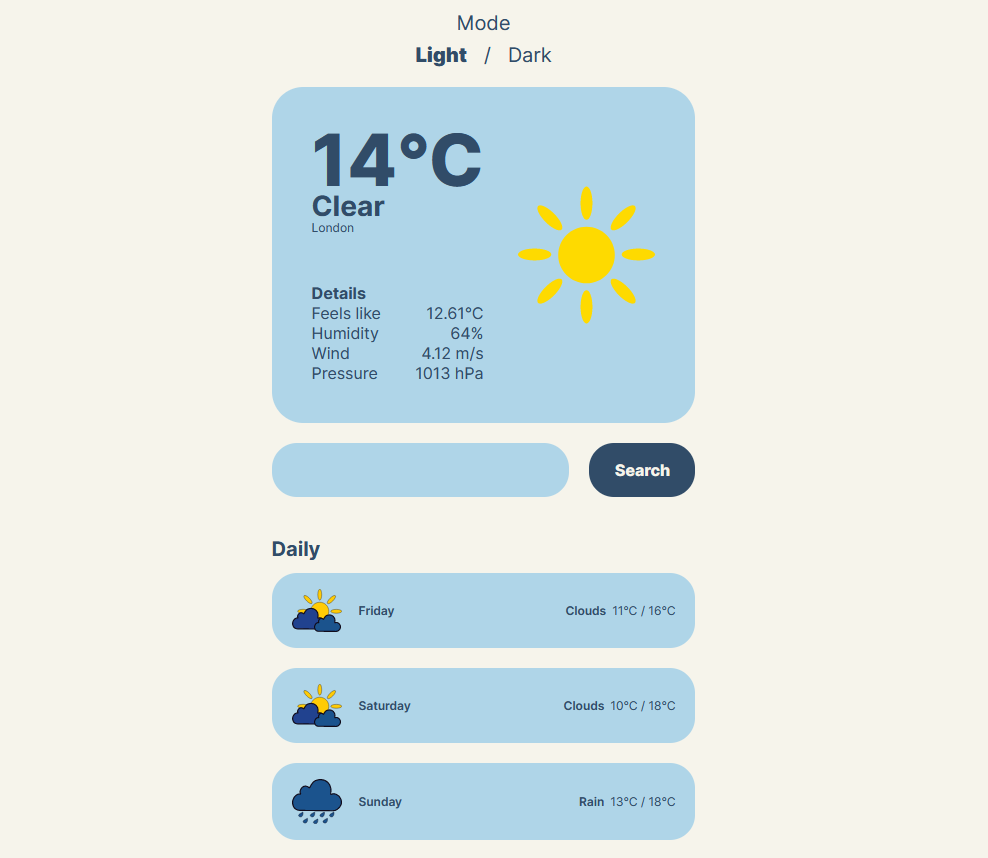 Mode
Light / Dark
14°C
Clear
London
Details
Feels like 12.61°C
Humidity 64%
Wind 4.12 m/s
Pressure 1013 hPa
Search
Daily
Friday Clouds 11°C / 16°C
Saturday Clouds 10°C / 18°C
Sunday Rain 13°C / 18°C